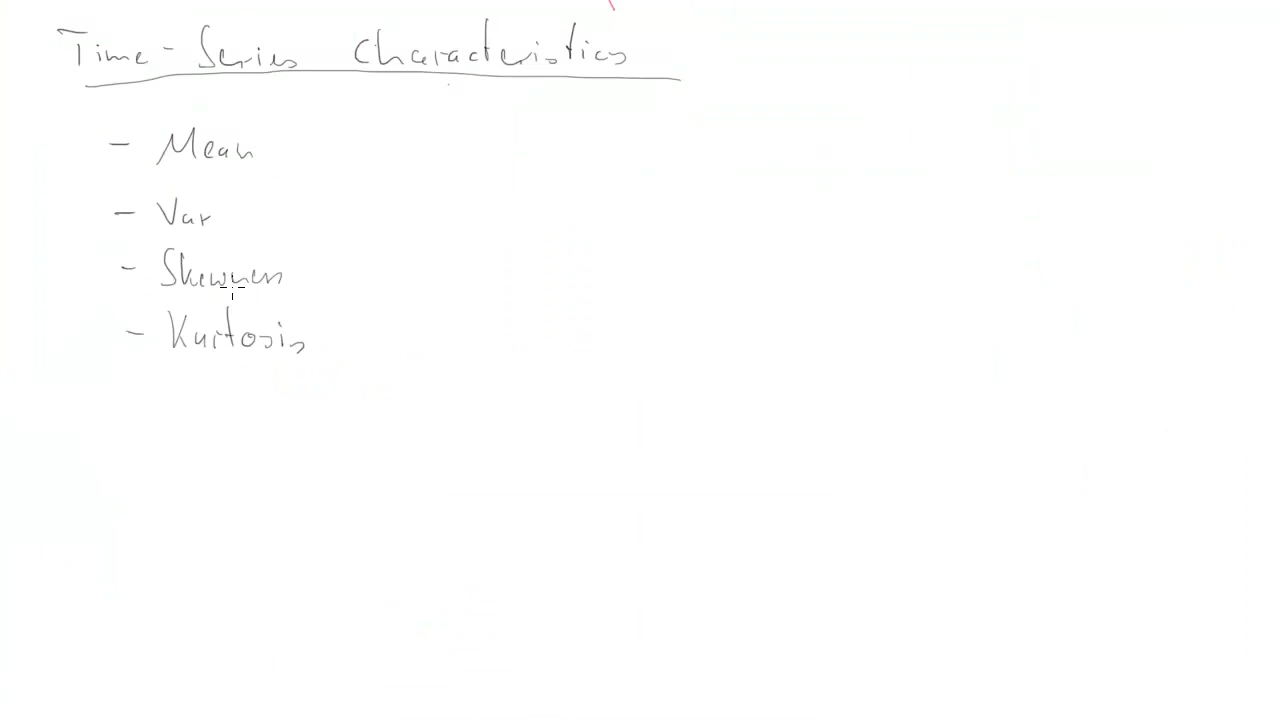 Time-Series Characteristics
- Mean
- Var
- Skewness
- Kurtosis